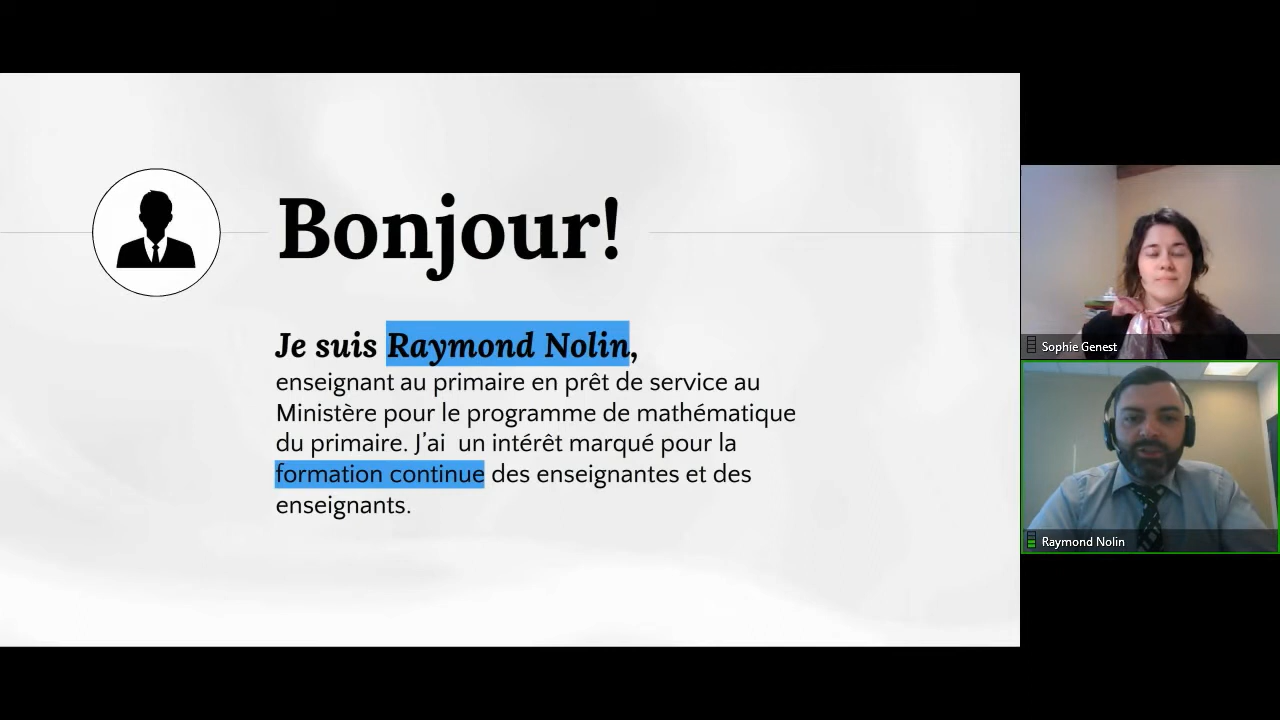 Bonjour!
Je suis Raymond Nolin,
enseignant au primaire en prêt de service au
Ministère pour le programme de mathématique
du primaire. J’ai  un intérêt marqué pour la
formation continue des enseignantes et des
enseignants.
Sophie Genest
Raymond Nolin